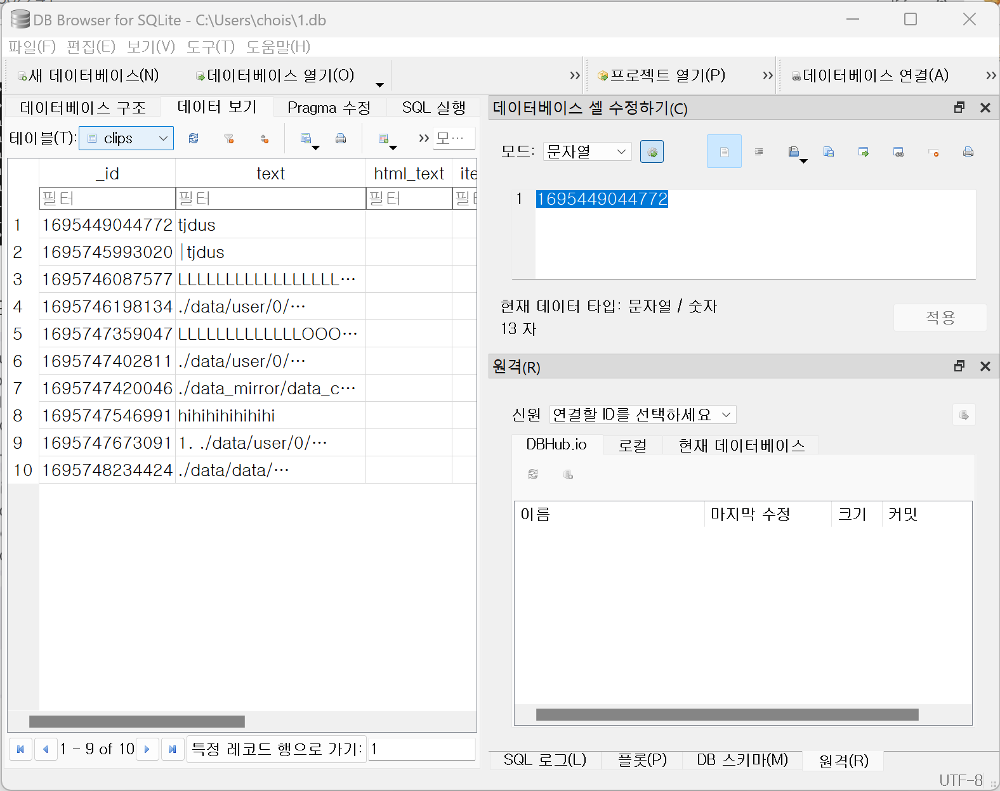 DB Browser for SQLite - C:\Users\chois\1.db
파일(F) 편집(E) 보기(V) 도구(T) 도움말(H)
새 데이터베이스(N) 데이터베이스 열기(O) » 프로젝트 열기(P) » 데이터베이스 연결(A) »
데이터베이스 구조 데이터 보기 Pragma 수정 SQL 실행
테이블(T): clips » 모…
_id text html_text ite
필터 필터 필터 필터
1 1695449044772 tjdus
2 1695745993020 |tjdus
3 1695746087577 LLLLLLLLLLLLLLLLL…
4 1695746198134 ./data/user/0/…
5 1695747359047 LLLLLLLLLLLLLOOO…
6 1695747402811 ./data/user/0/…
7 1695747420046 ./data_mirror/data_c…
8 1695747546991 hihihihihihihi
9 1695747673091 1. ./data/user/0/…
10 1695748234424 ./data/data/…
1 - 9 of 10 특정 레코드 행으로 가기: 1
데이터베이스 셀 수정하기(C)
모드: 문자열
1 1695449044772
현재 데이터 타입: 문자열 / 숫자
13 자
적용
원격(R)
신원 연결할 ID를 선택하세요
DBHub.io 로컬 현재 데이터베이스
이름 마지막 수정 크기 커밋
SQL 로그(L) 플롯(P) DB 스키마(M) 원격(R)
UTF-8